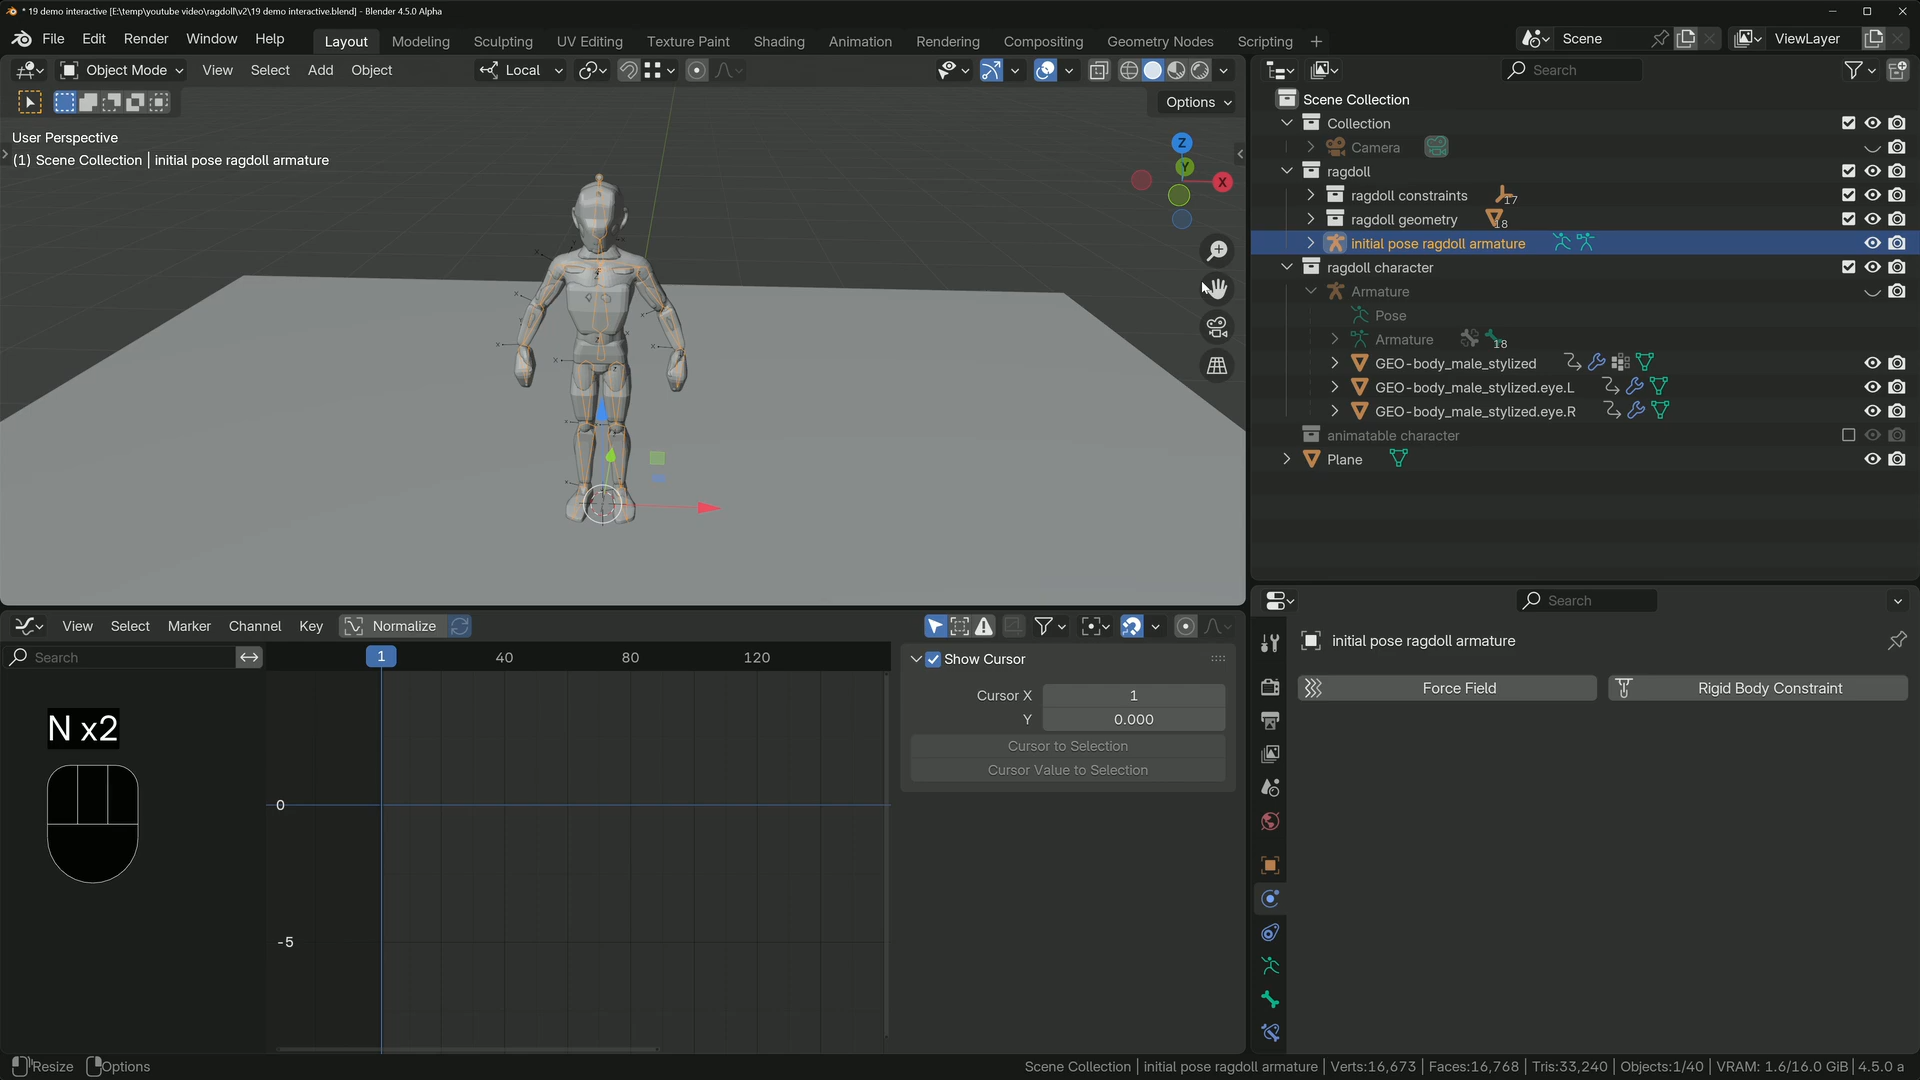 * 19 demo interactive [E:\temp\youtube video\ragdoll\v2\19 demo interactive.blend] - Blender 4.5.0 Alpha
File Edit Render Window Help Layout Modeling Sculpting UV Editing Texture Paint Shading Animation Rendering Compositing Geometry Nodes Scripting + Scene ViewLayer
Object Mode View Select Add Object Local Search
Options
User Perspective
(1) Scene Collection | initial pose ragdoll armature
Z
Y
X
Scene Collection
Collection
Camera
ragdoll
ragdoll constraints 17
ragdoll geometry 18
initial pose ragdoll armature
ragdoll character
Armature
Pose
Armature 18
GEO-body_male_stylized
GEO-body_male_stylized.eye.L
GEO-body_male_stylized.eye.R
animatable character
Plane
View Select Marker Channel Key Normalize
Search
1 40 80 120
0
-5
Show Cursor
Cursor X 1
Y 0.000
Cursor to Selection
Cursor Value to Selection
N x2
Search
initial pose ragdoll armature
Force Field Rigid Body Constraint
Resize Options
Scene Collection | initial pose ragdoll armature | Verts:16,673 | Faces:16,768 | Tris:33,240 | Objects:1/40 | VRAM: 1.6/16.0 GiB | 4.5.0 a